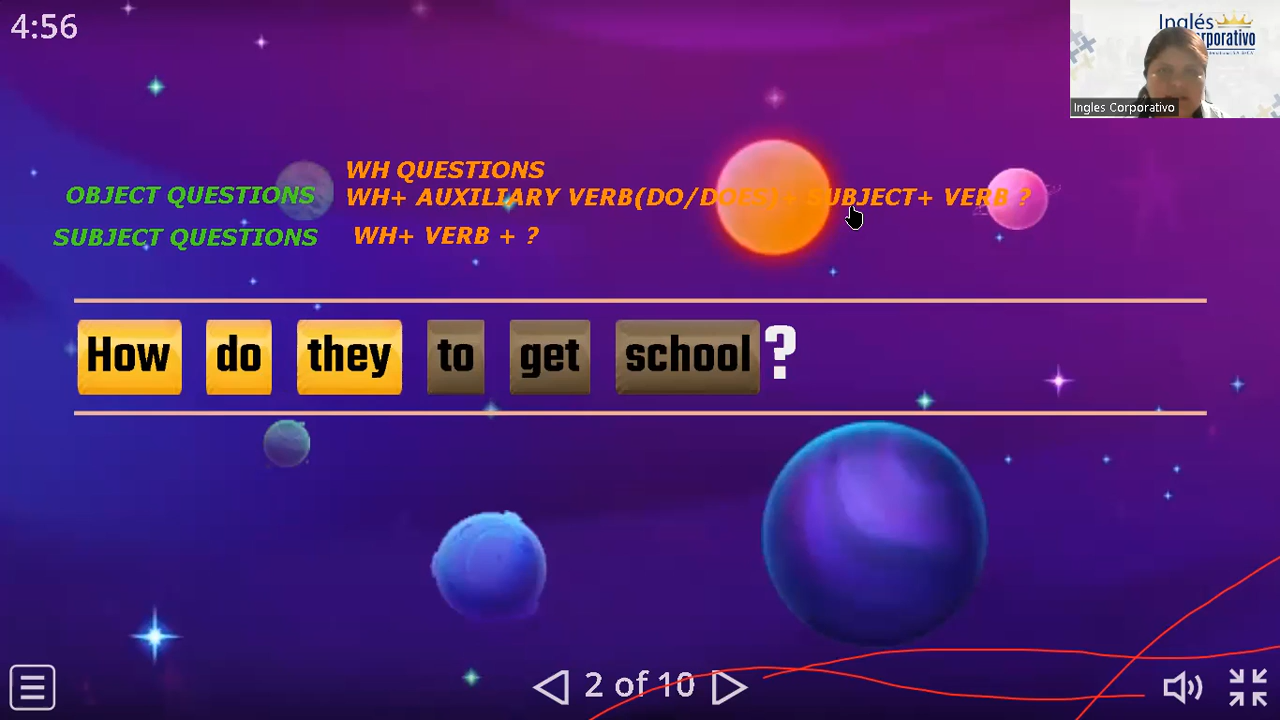 4:56
Inglés
Ingles Corporativo
WH QUESTIONS
OBJECT QUESTIONS WH+ AUXILIARY VERB(DO/DOES)+ SUBJECT+ VERB ?
SUBJECT QUESTIONS WH+ VERB + ?
How do they to get school?
2 of 10